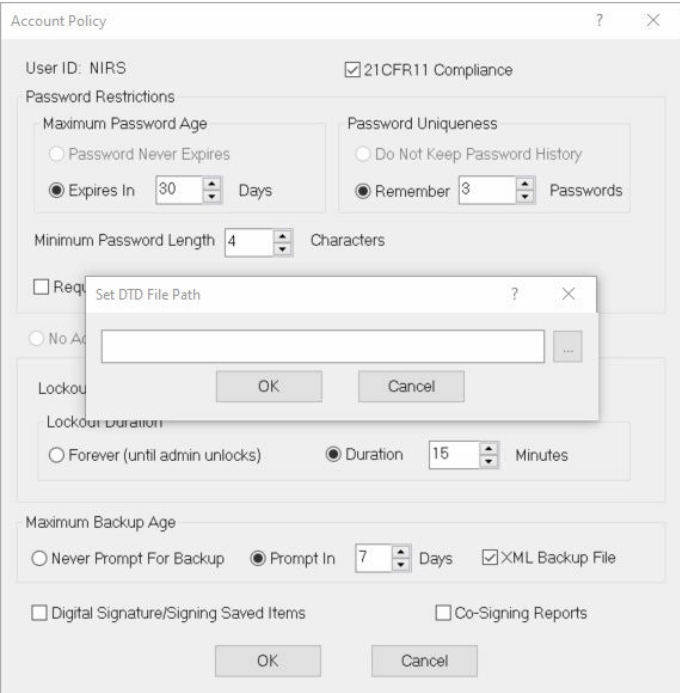 Account Policy ? ×
User ID: NIRS 21CFR11 Compliance
Password Restrictions
Maximum Password Age Password Uniqueness
Password Never Expires Do Not Keep Password History
Expires In 30 Days Remember 3 Passwords
Minimum Password Length 4 Characters
Set DTD File Path ? ×
No
...
OK Cancel
Lockout Duration
Forever (until admin unlocks) Duration 15 Minutes
Maximum Backup Age
Never Prompt For Backup Prompt In 7 Days XML Backup File
Digital Signature/Signing Saved Items Co-Signing Reports
OK Cancel